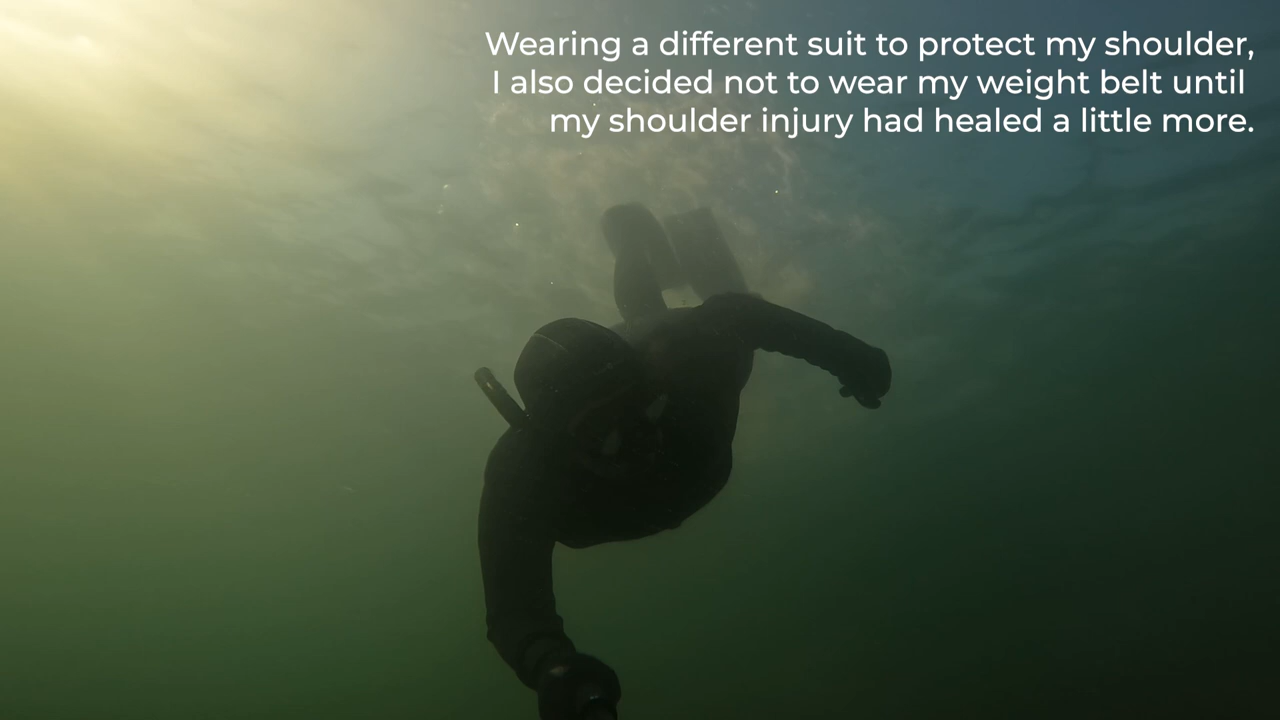 Wearing a different suit to protect my shoulder,
I also decided not to wear my weight belt until
my shoulder injury had healed a little more.